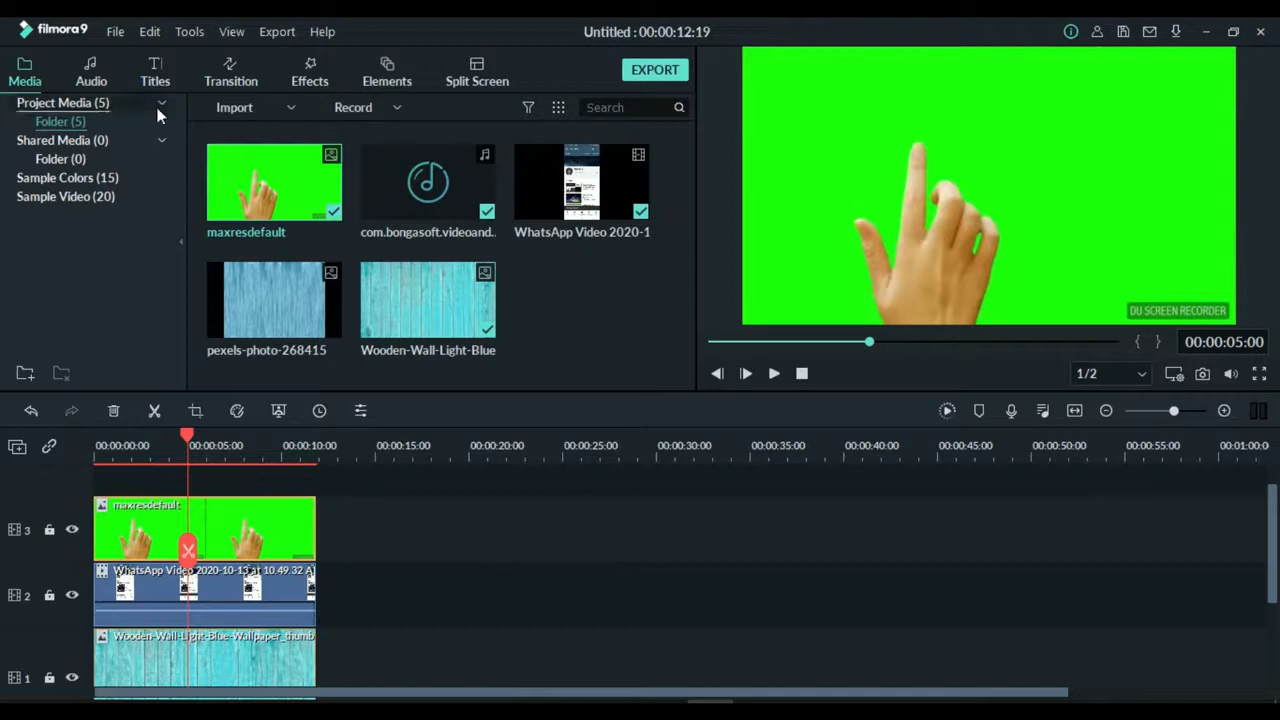 filmora9 File Edit Tools View Export Help Untitled : 00:00:12:19
Media Audio Titles Transition Effects Elements Split Screen EXPORT
Project Media (5)
Folder (5)
Shared Media (0)
Folder (0)
Sample Colors (15)
Sample Video (20)
Import Record Search
maxresdefault com.bongasoft.videoand.. WhatsApp Video 2020-1
pexels-photo-268415 Wooden-Wall-Light-Blue
DU SCREEN RECORDER
00:00:05:00
1/2
00:00:00:00 00:00:05:00 00:00:10:00 00:00:15:00 00:00:20:00 00:00:25:00 00:00:30:00 00:00:35:00 00:00:40:00 00:00:45:00 00:00:50:00 00:00:55:00 00:01:00:0
3 maxresdefault
2 WhatsApp Video 2020-10-13 at 10.49.32 A
1 Wooden-Wall-Light-Blue-Wallpaper_thumb